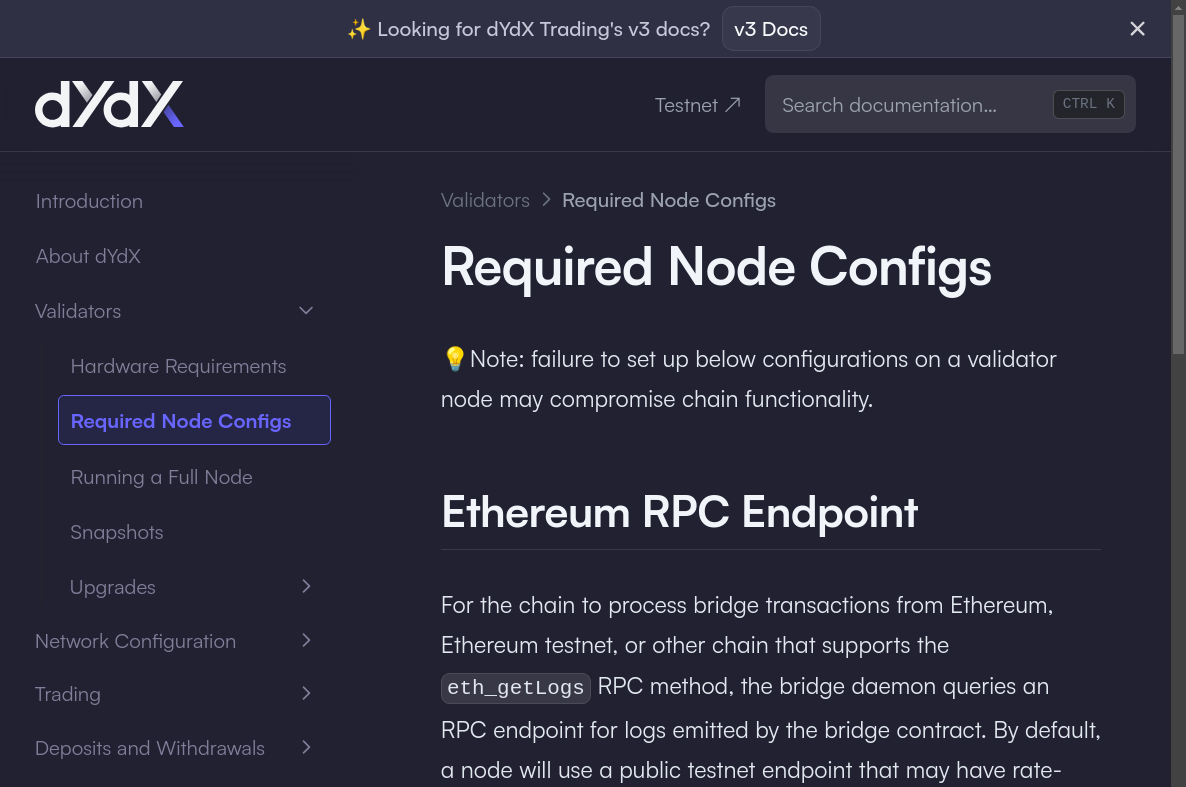 ✨ Looking for dYdX Trading's v3 docs? v3 Docs
dYdX
Testnet
Search documentation…
CTRL K
Introduction
About dYdX
Validators
Hardware Requirements
Required Node Configs
Running a Full Node
Snapshots
Upgrades
Network Configuration
Trading
Deposits and Withdrawals
Validators > Required Node Configs
Required Node Configs
💡Note: failure to set up below configurations on a validator
node may compromise chain functionality.
Ethereum RPC Endpoint
For the chain to process bridge transactions from Ethereum,
Ethereum testnet, or other chain that supports the
eth_getLogs RPC method, the bridge daemon queries an
RPC endpoint for logs emitted by the bridge contract. By default,
a node will use a public testnet endpoint that may have rate-